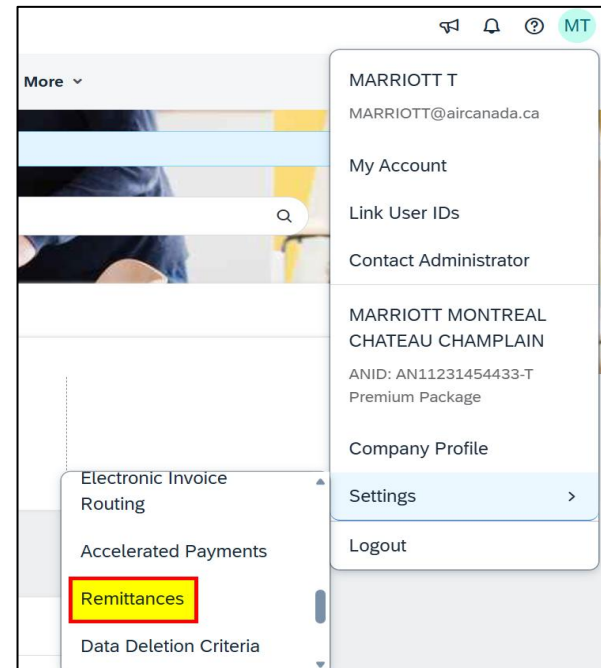 MT
More
MARRIOTT T
MARRIOTT@aircanada.ca
My Account
Link User IDs
Contact Administrator
MARRIOTT MONTREAL
CHATEAU CHAMPLAIN
ANID: AN11231454433-T
Premium Package
Company Profile
Settings
Logout
Electronic Invoice
Routing
Accelerated Payments
Remittances
Data Deletion Criteria